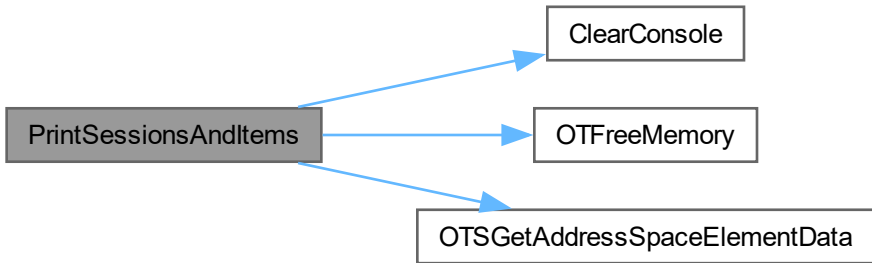 ClearConsole
PrintSessionsAndItems
OTFreeMemory
OTSGetAddressSpaceElementData